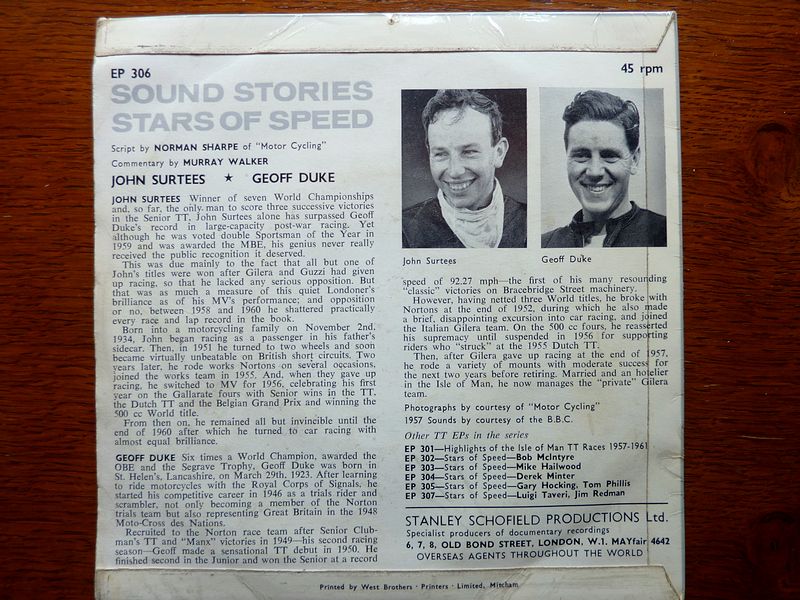 EP 306
45 rpm
SOUND STORIES
STARS OF SPEED
Script by NORMAN SHARPE of "Motor Cycling"
Commentary by MURRAY WALKER
JOHN SURTEES ★ GEOFF DUKE
JOHN SURTEES Winner of seven World Championships
and, so far, the only man to score three successive victories
in the Senior TT, John Surtees alone has surpassed Geoff
Duke's record in large-capacity post-war racing. Yet
although he was voted double Sportsman of the Year in
1959 and was awarded the MBE, his genius never really
received the public recognition it deserved.
This was due mainly to the fact that all but one of
John's titles were won after Gilera and Guzzi had given
up racing, so that he lacked any serious opposition. But
that was as much a measure of this quiet Londoner's
brilliance as of his MV's performance; and opposition
or no, between 1958 and 1960 he shattered practically
every race and lap record in the book.
Born into a motorcycling family on November 2nd,
1934, John began racing as a passenger in his father's
sidecar. Then, in 1951 he turned to two wheels and soon
became virtually unbeatable on British short circuits. Two
years later, he rode works Nortons on several occasions,
joined the works team in 1955. And, when they gave up
racing, he switched to MV for 1956, celebrating his first
year on the Gallarate fours with Senior wins in the TT,
the Dutch TT and the Belgian Grand Prix and winning the
500 cc World title.
From then on, he remained all but invincible until the
end of 1960 after which he turned to car racing with
almost equal brilliance.
GEOFF DUKE Six times a World Champion, awarded the
OBE and the Segrave Trophy, Geoff Duke was born in
St. Helen's, Lancashire, on March 29th, 1923. After learning
to ride motorcycles with the Royal Corps of Signals, he
started his competitive career in 1946 as a trials rider and
scrambler, not only becoming a member of the Norton
trials team but also representing Great Britain in the 1948
Moto-Cross des Nations.
Recruited to the Norton race team after Senior Club-
man's TT and "Manx" victories in 1949—his second racing
season—Geoff made a sensational TT debut in 1950. He
finished second in the Junior and won the Senior at a record
John Surtees
Geoff Duke
speed of 92.27 mph—the first of his many resounding
"classic" victories on Bracebridge Street machinery.
However, having netted three World titles, he broke with
Nortons at the end of 1952, during which he also made
a brief, disappointing excursion into car racing, and joined
the Italian Gilera team. On the 500 cc fours, he reasserted
his supremacy until suspended in 1956 for supporting
riders who "struck" at the 1955 Dutch TT.
Then, after Gilera gave up racing at the end of 1957,
he rode a variety of mounts with moderate success for
the next two years before retiring. Married and an hotelier
in the Isle of Man, he now manages the "private" Gilera
team.
Photographs by courtesy of "Motor Cycling"
1957 Sounds by courtesy of the B.B.C.
Other TT EPs in the series
EP 301—Highlights of the Isle of Man TT Races 1957-1961
EP 302—Stars of Speed—Bob McIntyre
EP 303—Stars of Speed—Mike Hailwood
EP 304—Stars of Speed—Derek Minter
EP 305—Stars of Speed—Gary Hocking, Tom Phillis
EP 307—Stars of Speed—Luigi Taveri, Jim Redman
STANLEY SCHOFIELD PRODUCTIONS Ltd.
Specialist producers of documentary recordings
6, 7, 8, OLD BOND STREET, LONDON, W.1. MAYfair 4642
OVERSEAS AGENTS THROUGHOUT THE WORLD
Printed by West Brothers · Printers · Limited, Mitcham